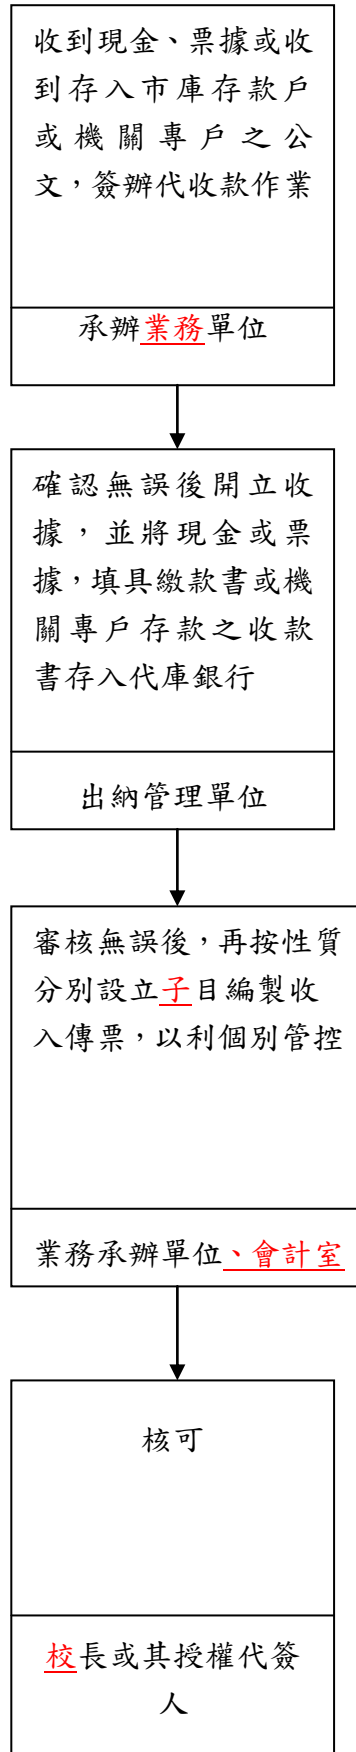 收到現金、票據或收
到存入市庫存款戶
或機關專戶之公
文，簽辦代收款作業
承辦業務單位
確認無誤後開立收
據，並將現金或票
據，填具繳款書或機
關專戶存款之收款
書存入代庫銀行
出納管理單位
審核無誤後，再按性質
分別設立子目編製收
入傳票，以利個別管控
業務承辦單位、會計室
核可
校長或其授權代簽
人